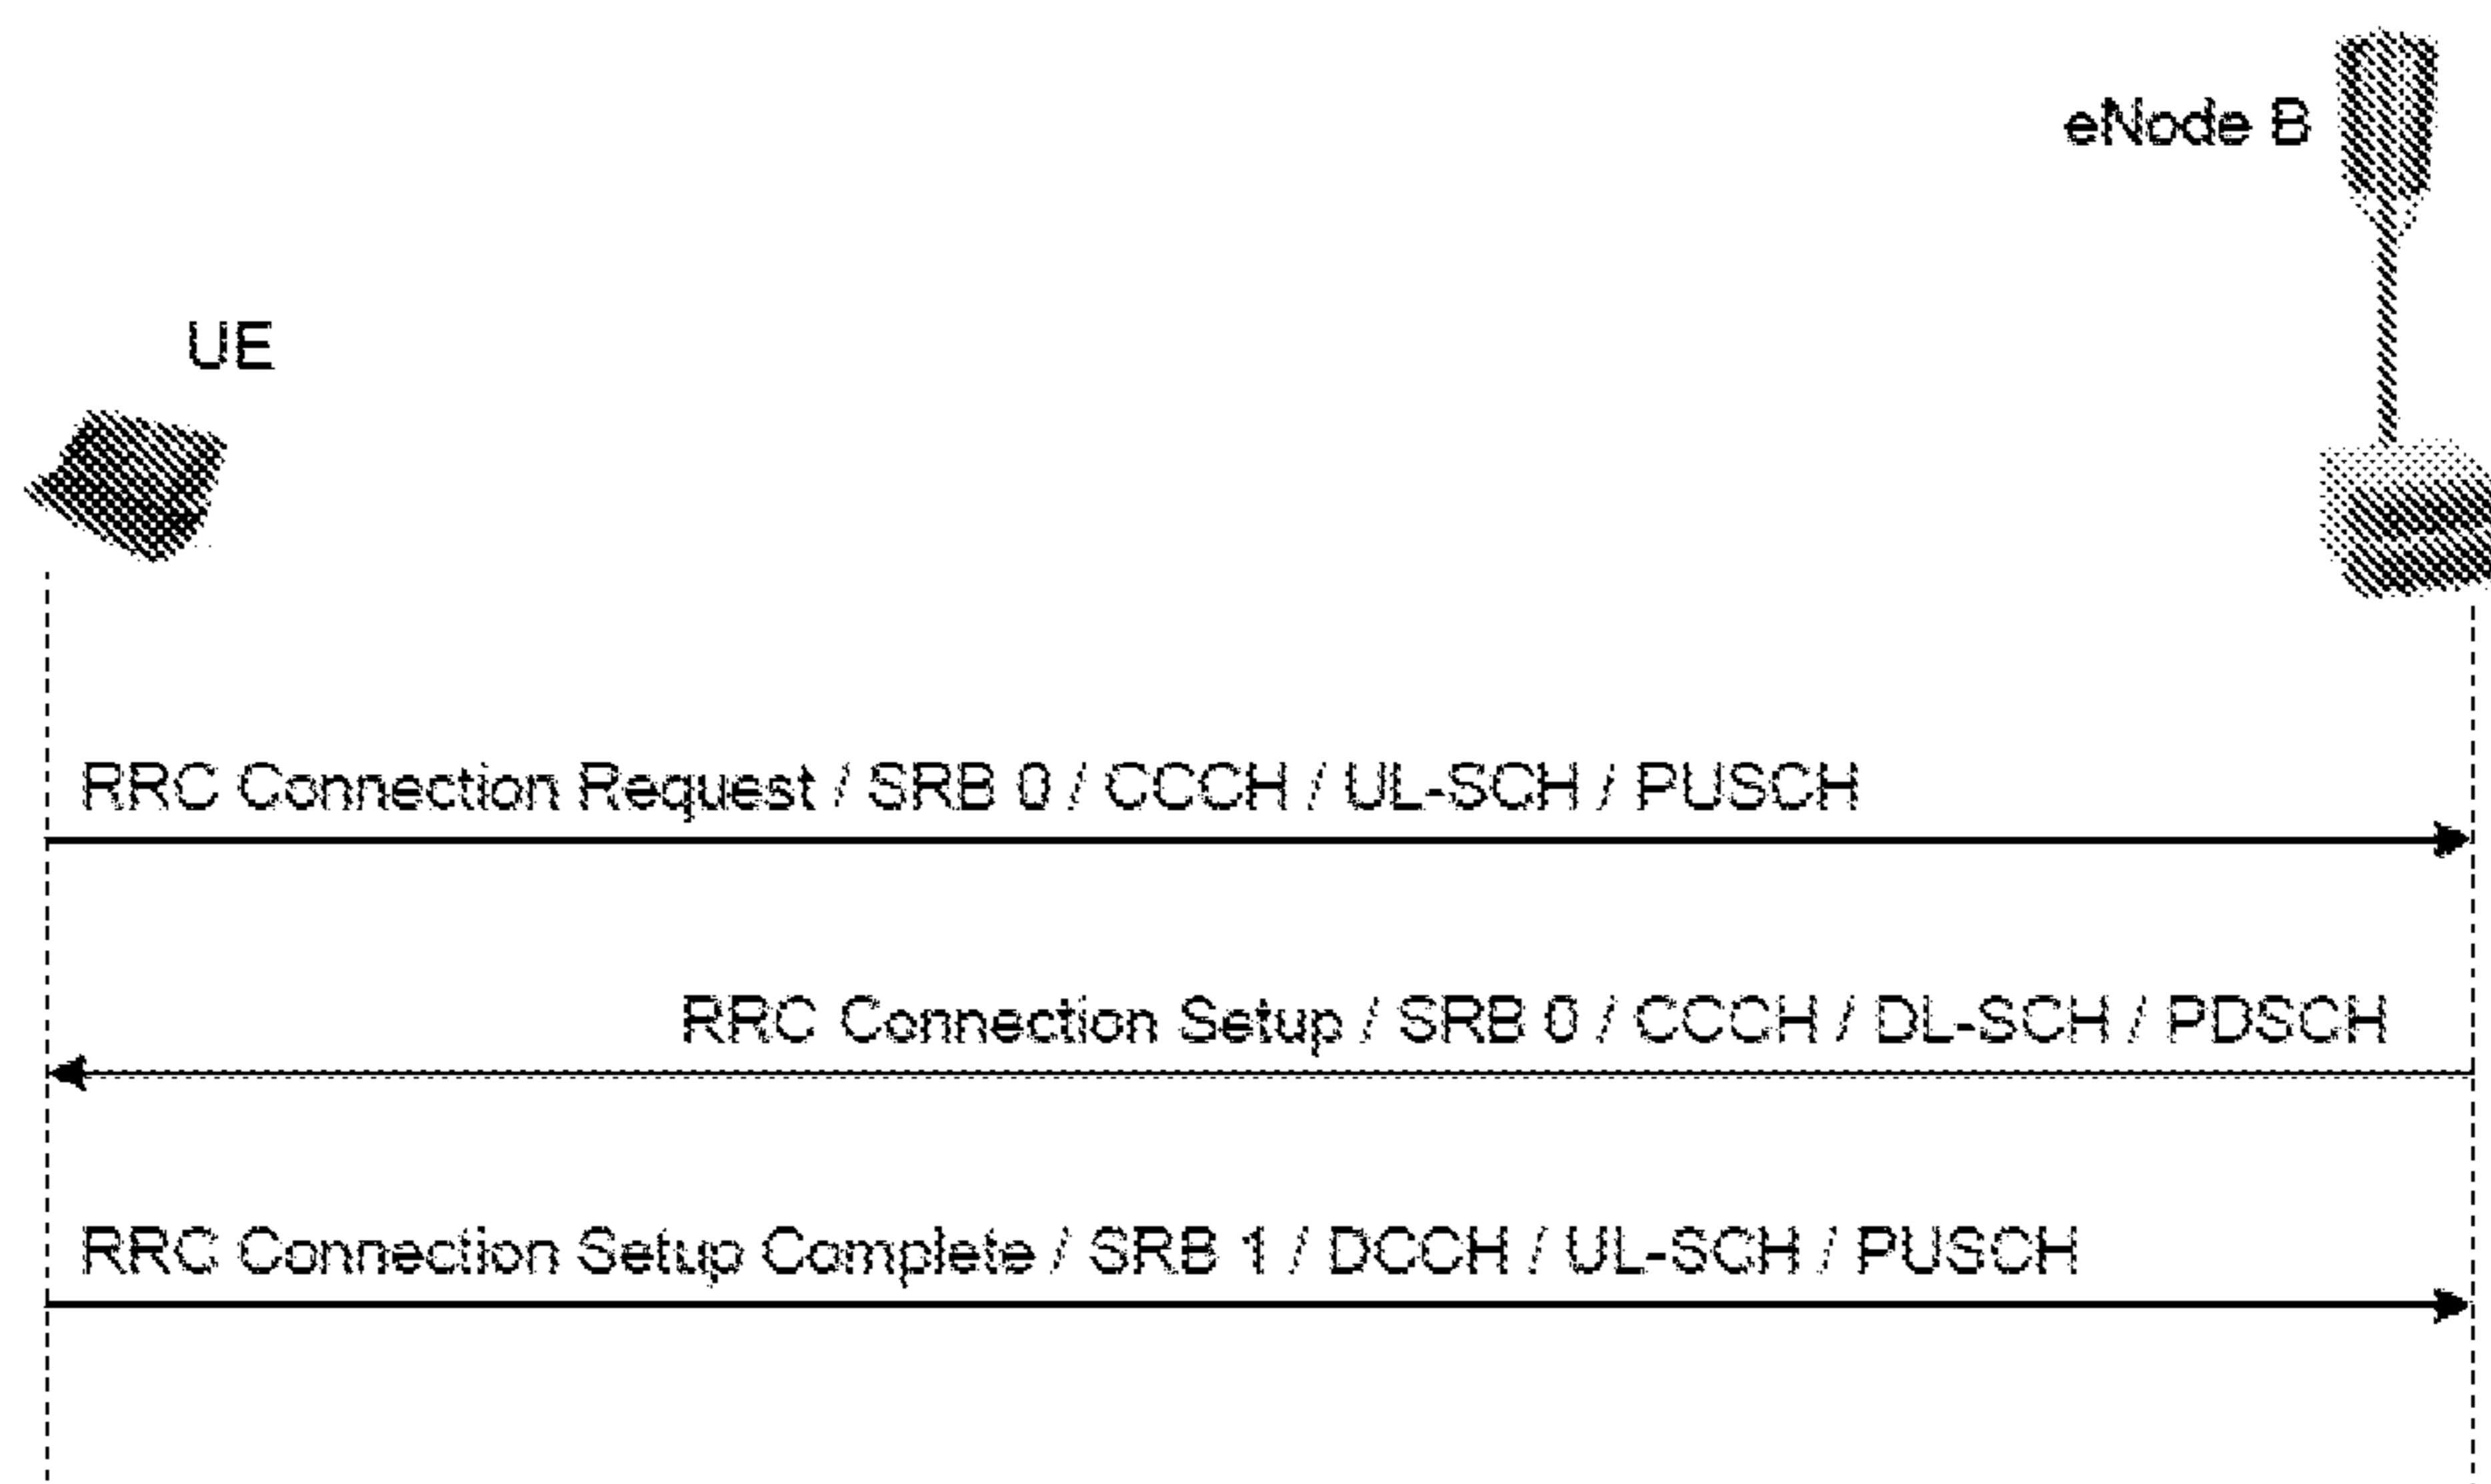 eNode B
UE
RRC Connection Request / SRB 0 / CCCH / UL-SCH / PUSCH
RRC Connection Setup / SRB 0 / CCCH / DL-SCH / PDSCH
RRC Connection Setup Complete / SRB 1 / DCCH / UL-SCH / PUSCH